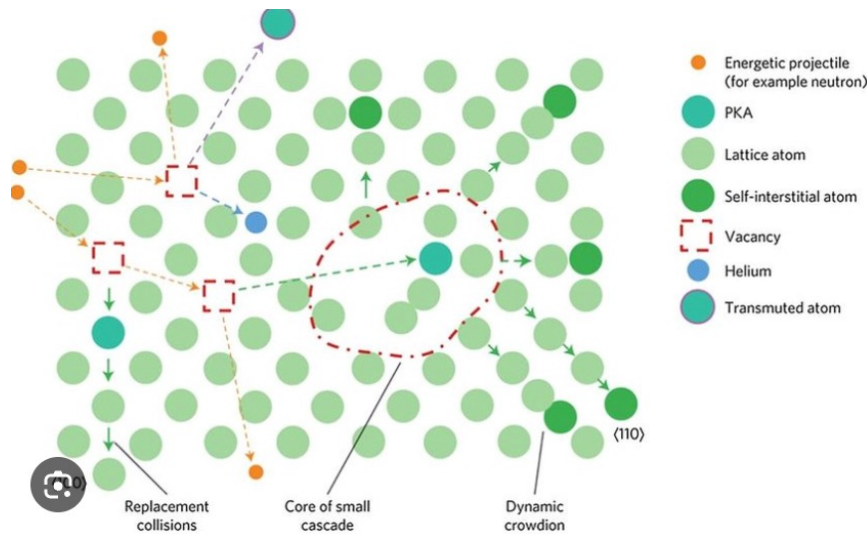 Energetic projectile
(for example neutron)
PKA
Lattice atom
Self-interstitial atom
Vacancy
Helium
Transmuted atom
⟨110⟩
Replacement
collisions
Core of small
cascade
Dynamic
crowdion